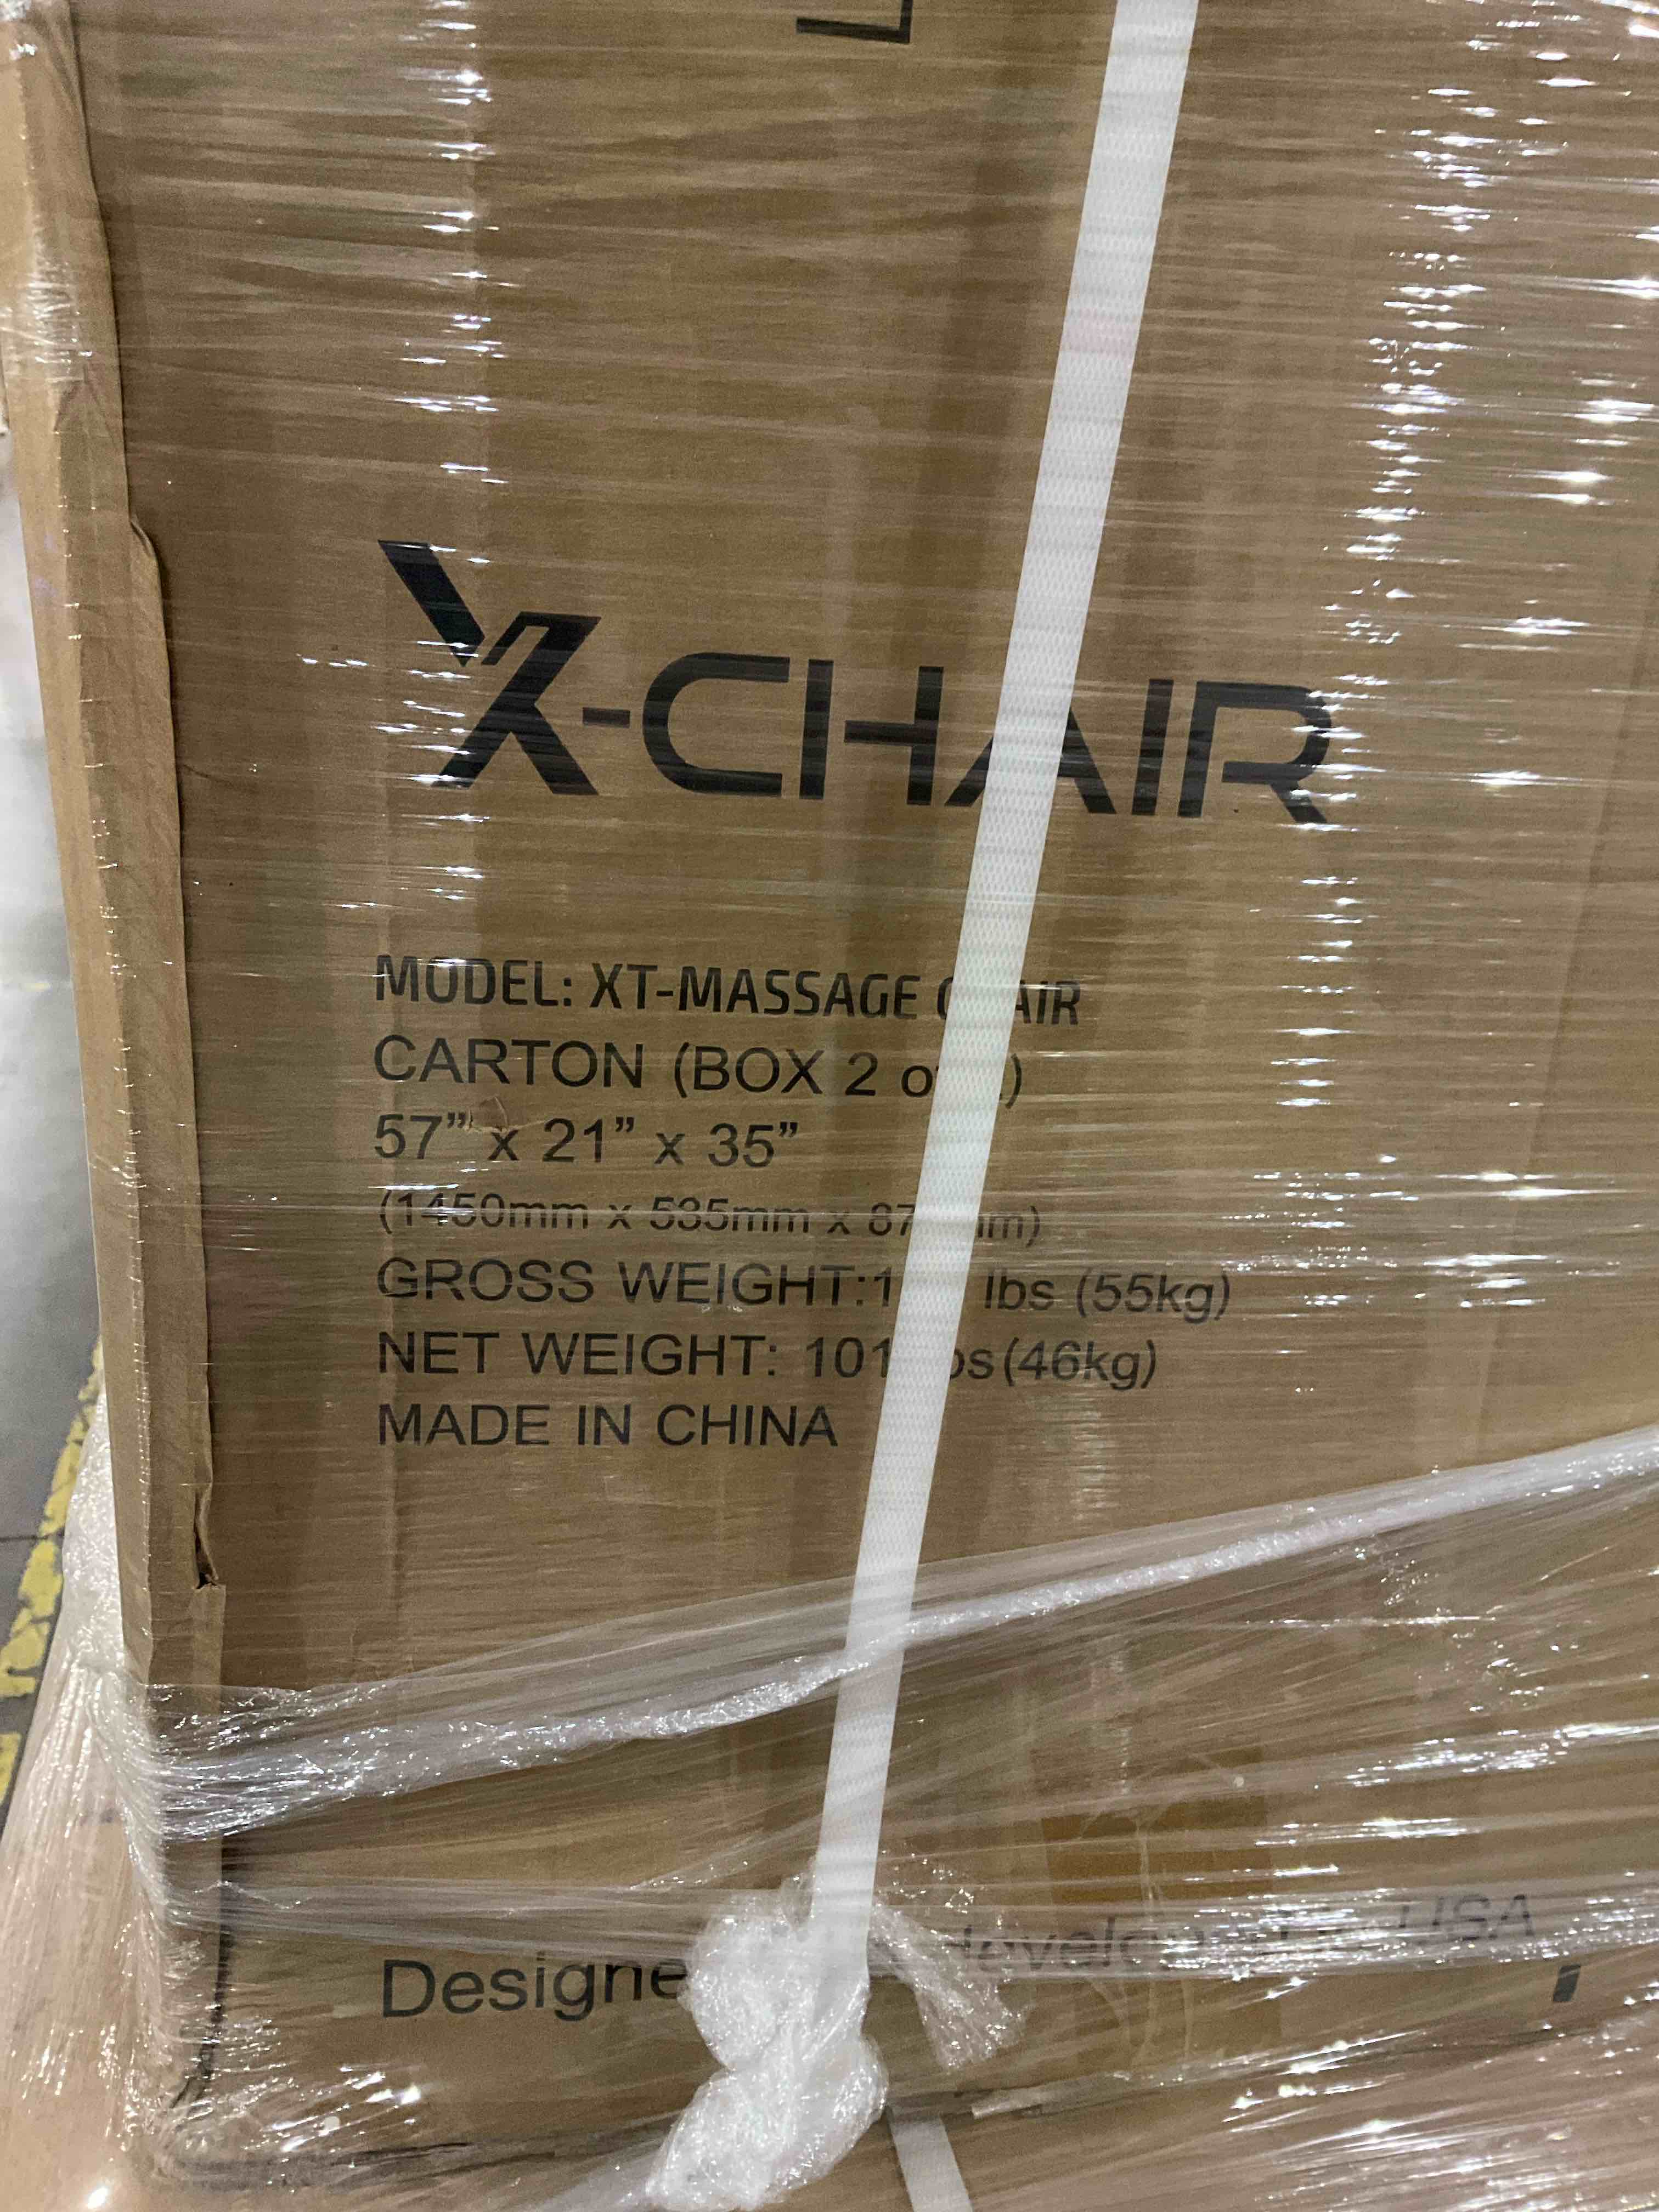 X-CHAIR
MODEL: XT-MASSAGE
CARTON (BOX 2
57” x 21” x 35”
(1450mm x 535mm x
GROSS WEIGHT: lbs (55kg)
NET WEIGHT: 101 (46kg)
MADE IN CHINA
USA